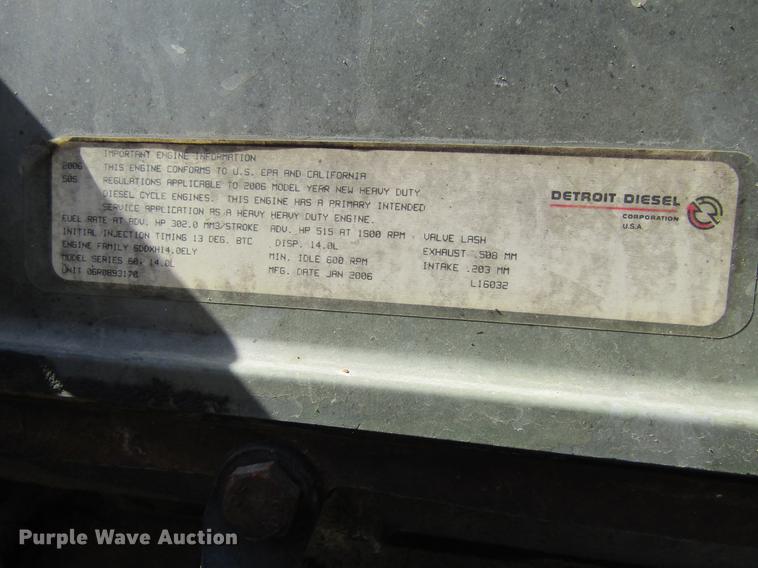 IMPORTANT ENGINE INFORMATION
2006 THIS ENGINE CONFORMS TO U.S. EPA AND CALIFORNIA
50S REGULATIONS APPLICABLE TO 2006 MODEL YEAR NEW HEAVY DUTY
DIESEL CYCLE ENGINES. THIS ENGINE HAS A PRIMARY INTENDED
SERVICE APPLICATION AS A HEAVY HEAVY DUTY ENGINE.
FUEL RATE AT ADV. HP 302.0 MM3/STROKE ADV. HP 515 AT 1500 RPM VALVE LASH
INITIAL INJECTION TIMING 13 DEG. BTC DISP. 14.0L EXHAUST .508 MM
ENGINE FAMILY 6DDXH14.0ELY MIN. IDLE 600 RPM INTAKE .203 MM
MODEL SERIES 60, 14.0L MFG. DATE JAN 2006 L16032
UNIT 06R0893170
DETROIT DIESEL
CORPORATION
U.S.A.
Purple Wave Auction